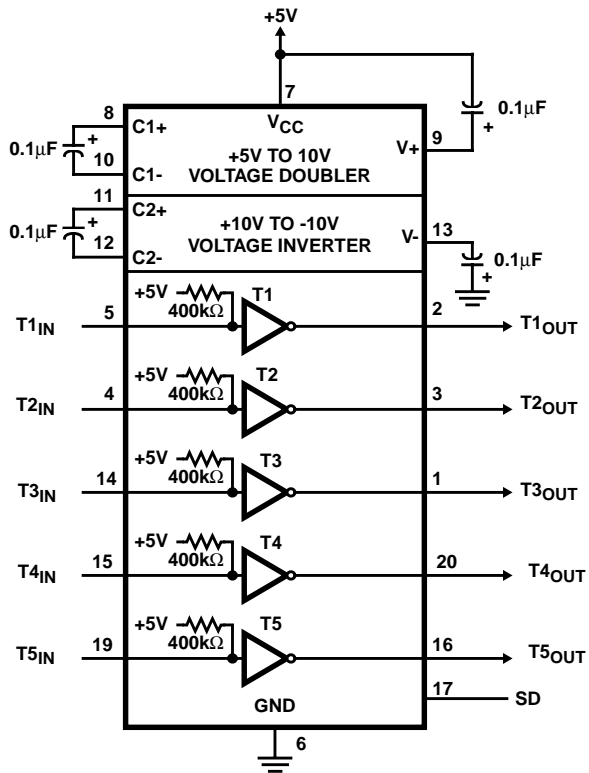 +5V
7
VCC
8
C1+
0.1μF
+
10
C1-
+5V TO 10V
VOLTAGE DOUBLER
V+
9
0.1μF
+
11
C2+
0.1μF
+
12
C2-
+10V TO -10V
VOLTAGE INVERTER
V-
13
0.1μF
+
T1IN
5
+5V
400kΩ
T1
2
T1OUT
T2IN
4
+5V
400kΩ
T2
3
T2OUT
T3IN
14
+5V
400kΩ
T3
1
T3OUT
T4IN
15
+5V
400kΩ
T4
20
T4OUT
T5IN
19
+5V
400kΩ
T5
16
T5OUT
17
SD
GND
6